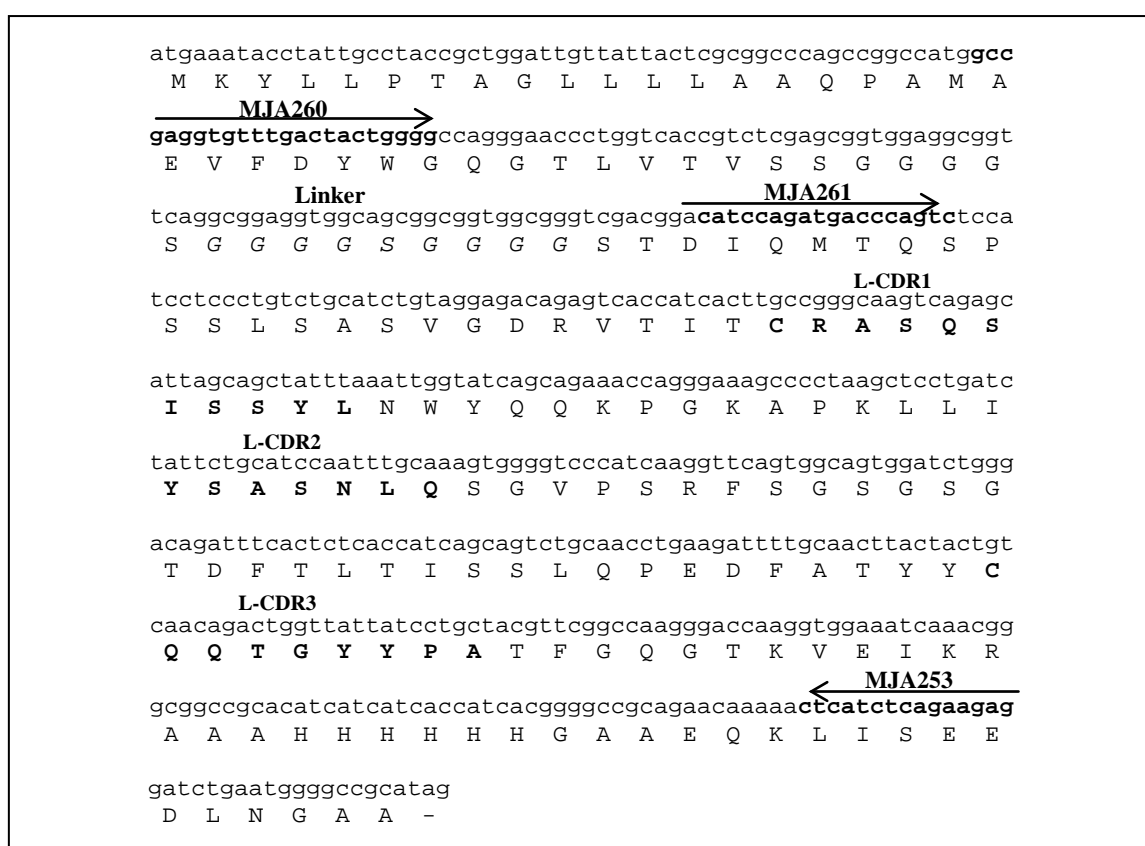 atgaaatacctattgcctaccgctggattgttattactcgcggcccagccggccatggcc
M K Y L L P T A G L L L L A A Q P A M A
MJA260
gaggtgtttgactactggggccagggaaccctggtcaccgtctcgagcggtggaggcggt
E V F D Y W G Q G T L V T V S S G G G G
Linker MJA261
tcaggcggaggtggcagcggcggtggcgggtcgacggacatccagatgacccagtctcca
S G G G G S G G G G S T D I Q M T Q S P
L-CDR1
tcctccctgtctgcatctgtaggagacagagtcaccatcacttgccgggcaagtcagagc
S S L S A S V G D R V T I T C R A S Q S
attagcagctatttaaattggtatcagcagaaaccagggaaagcccctaagctcctgatc
I S S Y L N W Y Q Q K P G K A P K L L I
L-CDR2
tattctgcatccaatttgcaaagtggggtcccatcaaggttcagtggcagtggatctggg
Y S A S N L Q S G V P S R F S G S G S G
acagatttcactctcaccatcagcagtctgcaacctgaagattttgcaacttactactgt
T D F T L T I S S L Q P E D F A T Y Y C
L-CDR3
caacagactggttattatcctgctacgttcggccaagggaccaaggtggaaatcaaacgg
Q Q T G Y Y P A T F G Q G T K V E I K R
MJA253
gcggccgcacatcatcatcaccatcacggggccgcagaacaaaaactcatctcagaagag
A A A H H H H H H G A A E Q K L I S E E
gatctgaatggggccgcatag
D L N G A A –